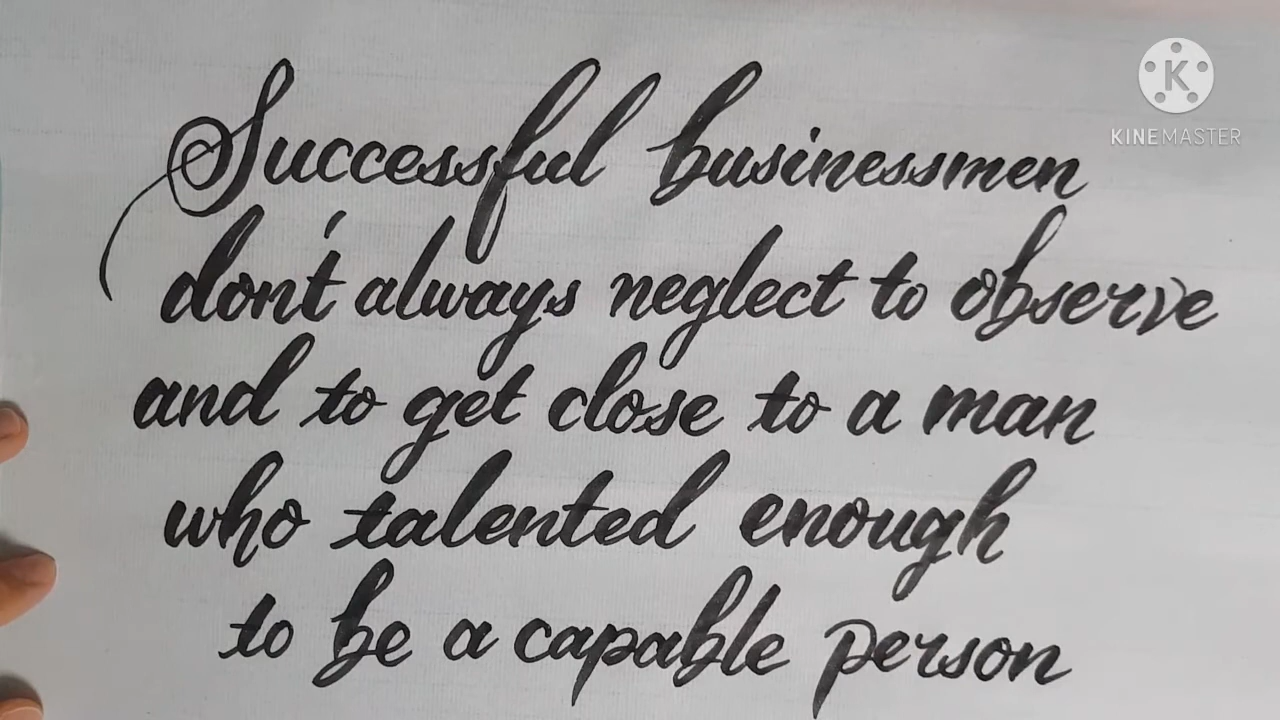 KINEMASTER
Successful businessmen
don't always neglect to observe
and to get close to a man
who talented enough
to be a capable person